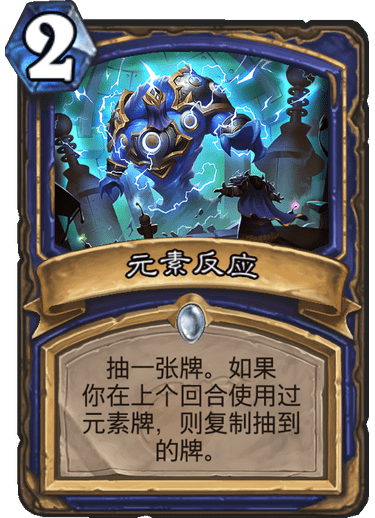 2
元素反应
抽一张牌。如果
你在上个回合使用过
元素牌，则复制抽到
的牌。